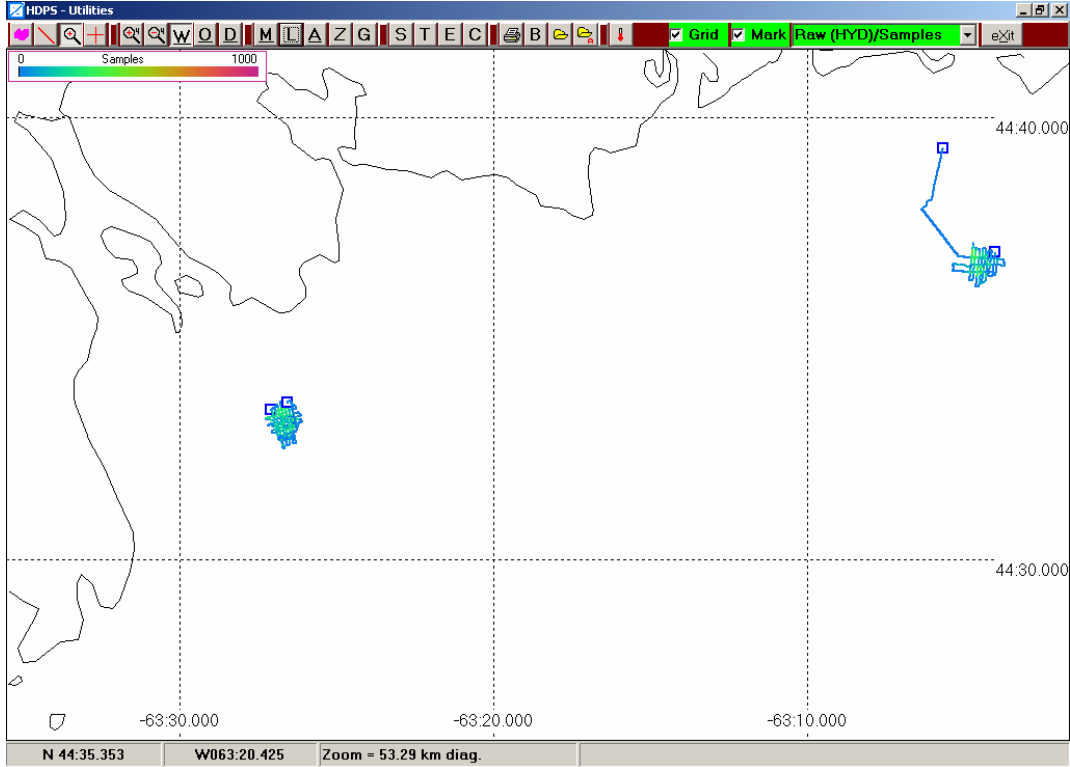 HDPS - Utilities
W O D M L A Z G S T E C B Grid Mark Raw (HYD)/Samples eXit
0 Samples 1000
44:40.000
44:30.000
-63:30.000 -63:20.000 -63:10.000
N 44:35.353 W063:20.425 Zoom = 53.29 km diag.